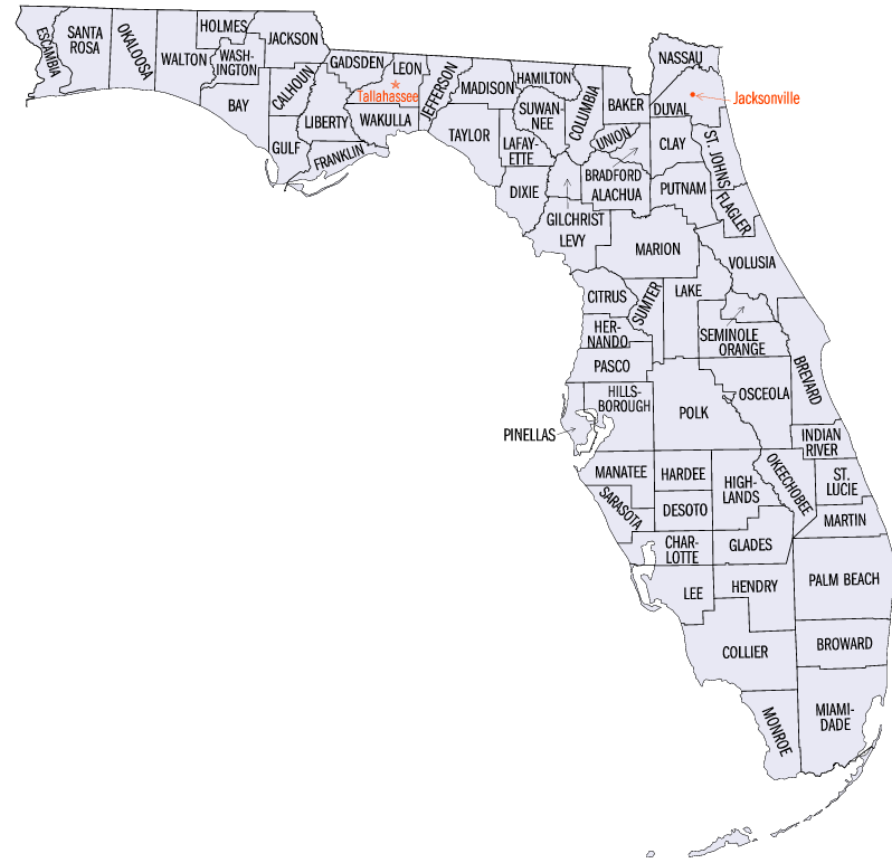 ESCAMBIA
SANTA
ROSA
OKALOOSA
WALTON
HOLMES
WASH-
INGTON
JACKSON
BAY
CALHOUN
GULF
LIBERTY
GADSDEN
FRANKLIN
LEON
Tallahassee
WAKULLA
JEFFERSON
MADISON
TAYLOR
HAMILTON
SUWAN-
NEE
LAFAY-
ETTE
DIXIE
COLUMBIA
BAKER
UNION
BRADFORD
ALACHUA
GILCHRIST
LEVY
NASSAU
DUVAL
Jacksonville
CLAY
ST. JOHNS
PUTNAM
FLAGLER
MARION
VOLUSIA
CITRUS
SUMTER
LAKE
HER-
NANDO
SEMINOLE
ORANGE
PASCO
BREVARD
HILLS-
BOROUGH
POLK
OSCEOLA
PINELLAS
INDIAN
RIVER
MANATEE
HARDEE
HIGH-
LANDS
OKEECHOBEE
ST.
LUCIE
SARASOTA
DESOTO
MARTIN
CHAR-
LOTTE
GLADES
LEE
HENDRY
PALM BEACH
COLLIER
BROWARD
MONROE
MIAMI-
DADE